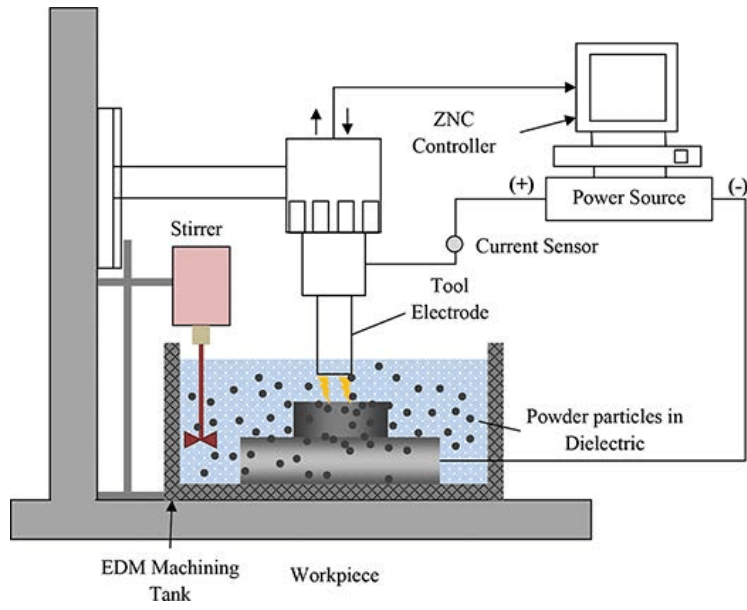 ZNC
Controller
(+)
(-)
Power Source
Stirrer
Current Sensor
Tool
Electrode
Powder particles in
Dielectric
EDM Machining
Tank
Workpiece